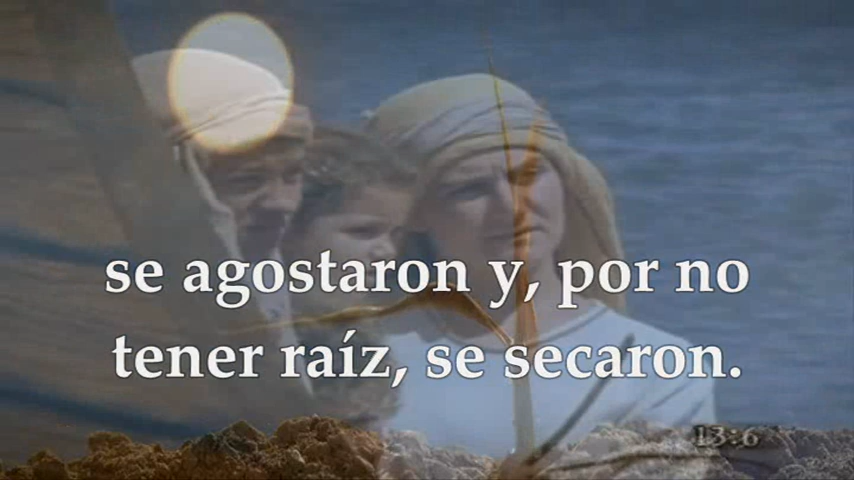 se agostaron y, por no
tener raíz, se secaron.
13:6